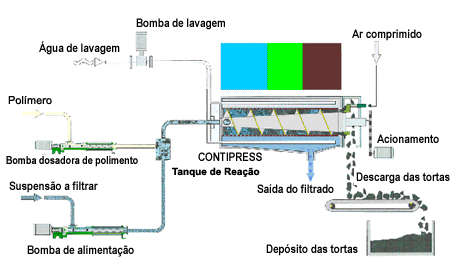 Bomba de lavagem
Ar comprimido
Água de lavagem
Polímero
Bomba dosadora de polimento
CONTIPRESS
Tanque de Reação
Acionamento
Suspensão a filtrar
Saída do filtrado
Descarga das tortas
Bomba de alimentação
Depósito das tortas